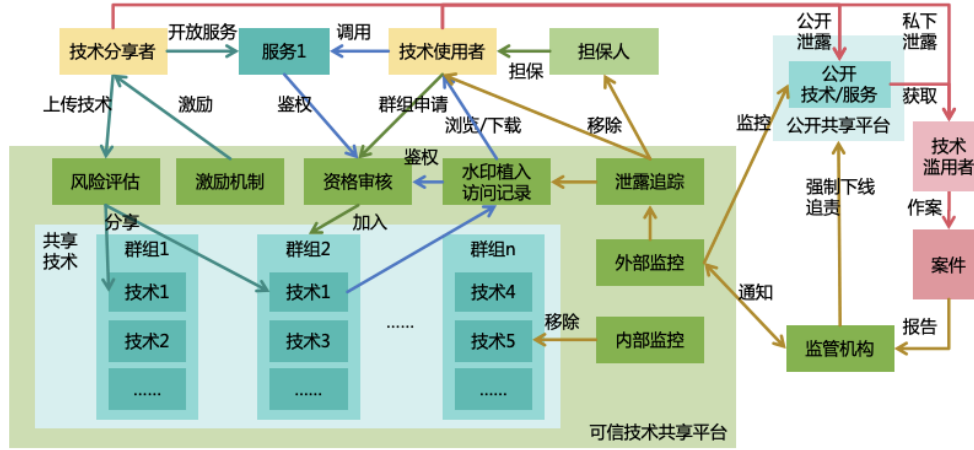 公开
泄露
私下
泄露
技术分享者
开放服务
服务1
调用
技术使用者
担保
担保人
公开
技术/服务
公开共享平台
获取
上传技术
激励
鉴权
群组申请
浏览/下载
移除
监控
技术
滥用者
风险评估
激励机制
资格审核
鉴权
水印植入
访问记录
泄露追踪
强制下线
追责
作案
分享
加入
共享
技术
群组1
群组2
群组n
外部监控
案件
技术1
技术1
技术4
通知
......
技术2
技术3
技术5
移除
内部监控
监管机构
报告
......
......
......
可信技术共享平台